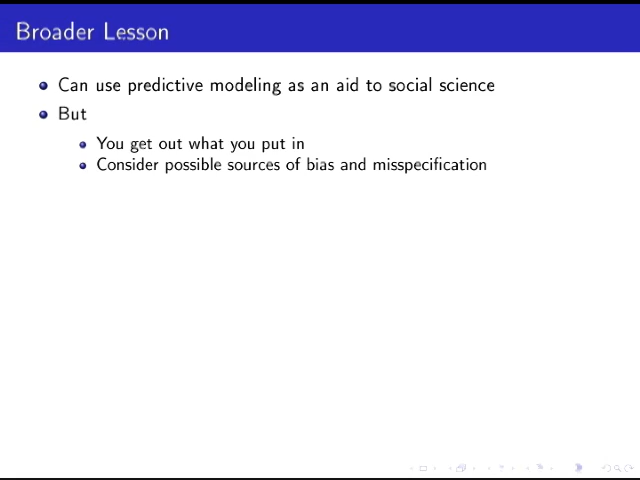 Broader Lesson
Can use predictive modeling as an aid to social science
But
You get out what you put in
Consider possible sources of bias and misspecification